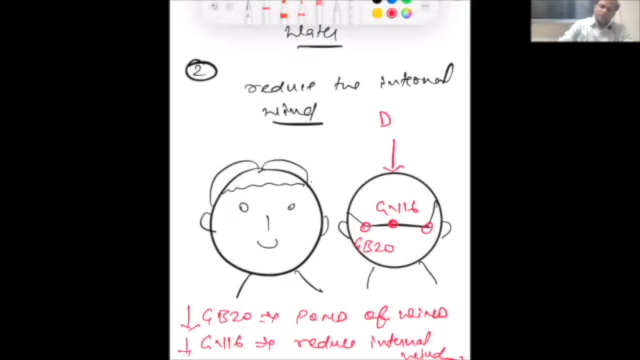 water
2
reduce the internal
wind
D
GV16
GB20
↓ GB20 ⇒ POND of WIND
↓ GV16 ⇒ reduce internal
wind